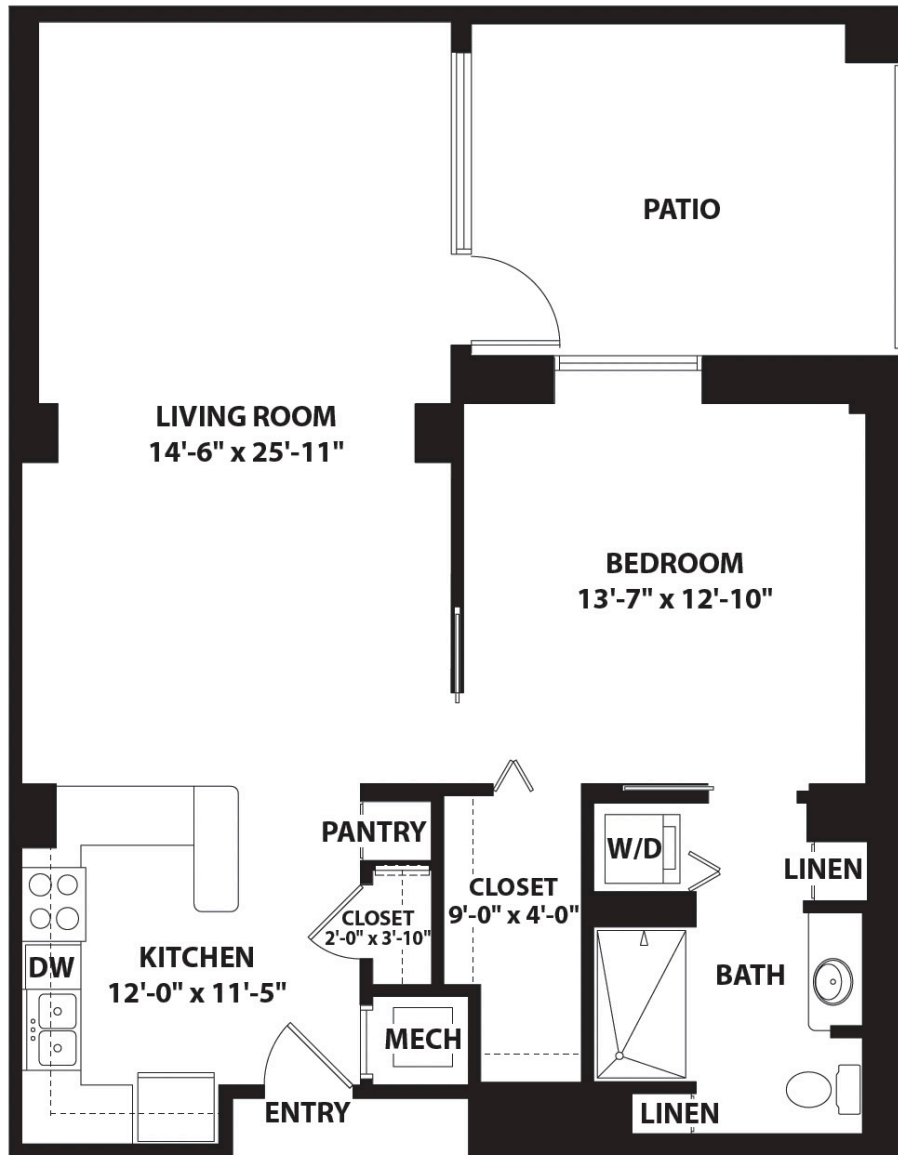 PATIO
LIVING ROOM
14'-6" x 25'-11"
BEDROOM
13'-7" x 12'-10"
PANTRY
W/D
LINEN
CLOSET
9'-0" x 4'-0"
CLOSET
2'-0" x 3'-10"
KITCHEN
12'-0" x 11'-5"
DW
BATH
MECH
ENTRY
LINEN